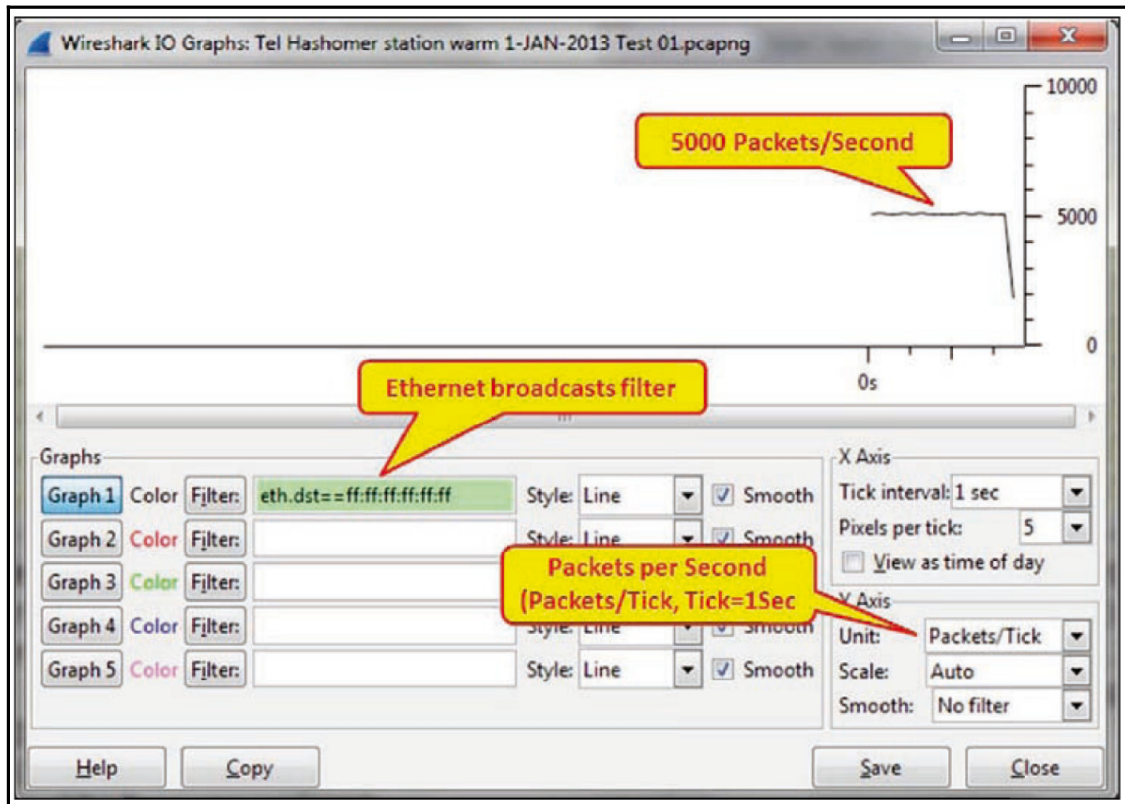 Wireshark IO Graphs: Tel Hashomer station warm 1-JAN-2013 Test 01.pcapng
10000
5000 Packets/Second
5000
0
0s
Ethernet broadcasts filter
Graphs
Graph 1 Color Filter: eth.dst==ff:ff:ff:ff:ff:ff Style: Line Smooth
Graph 2 Color Filter: Style: Line Smooth
Graph 3 Color Filter:
Graph 4 Color Filter: Style: Line Smooth
Graph 5 Color Filter: Style: Line Smooth
Packets per Second
(Packets/Tick, Tick=1Sec
X Axis
Tick interval: 1 sec
Pixels per tick: 5
View as time of day
Y Axis
Unit: Packets/Tick
Scale: Auto
Smooth: No filter
Help Copy Save Close